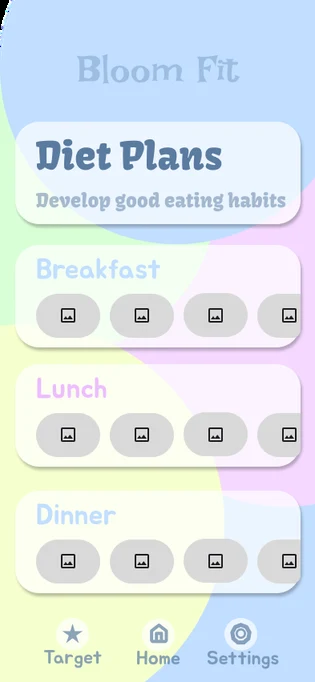 Bloom Fit
Diet Plans
Develop good eating habits
Breakfast
Lunch
Dinner
Target Home Settings